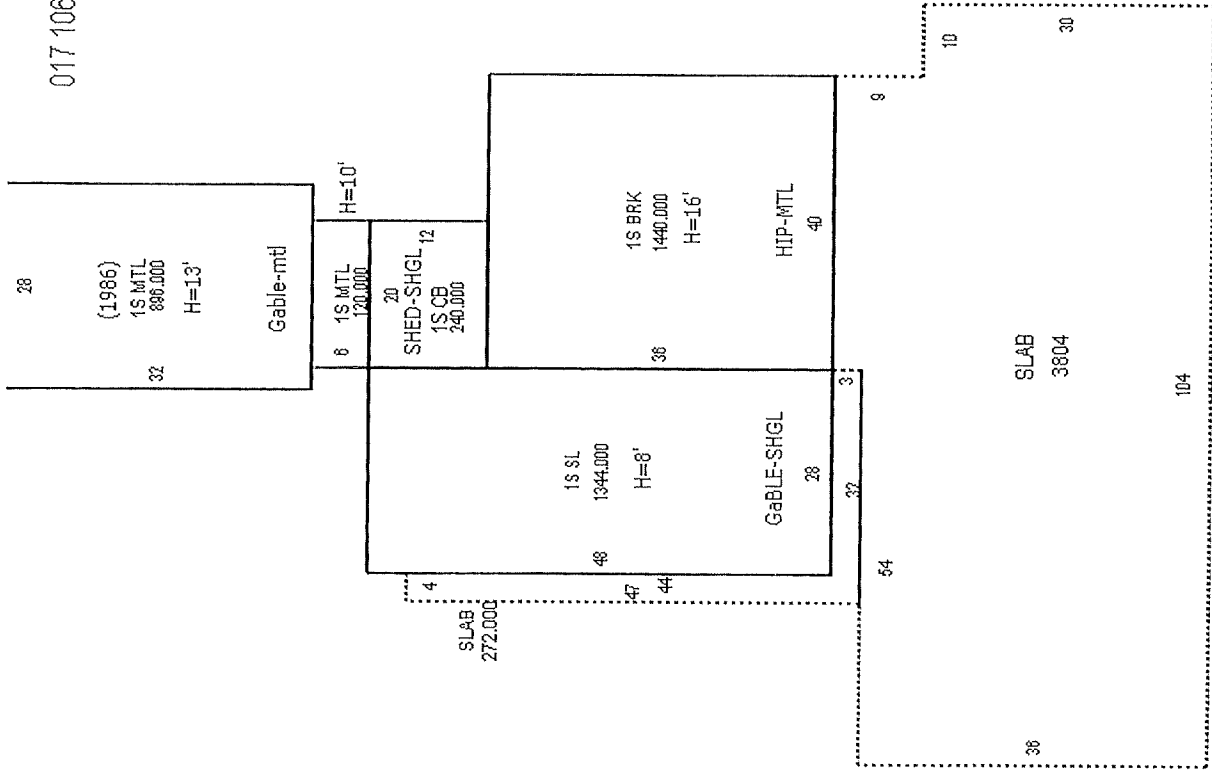 017 106
28
(1986)
1S MTL
896.000
H=13'
32
Gable-mtl
H=10'
6
1S MTL
120.000
20
SHED-SHGL
12
1S CB
240.000
1S BRK
1440.000
H=16'
36
HIP-MTL
40
1S SL
1344.000
H=8'
48
GaBLE-SHGL
28
4
47
44
SLAB
272.000
3
32
54
9
10
30
SLAB
3804
36
104